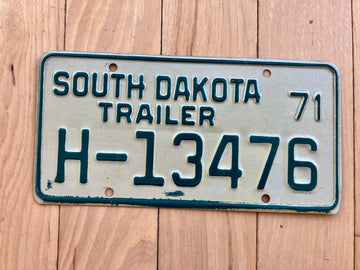 SOUTH DAKOTA 71
TRAILER
H-13476